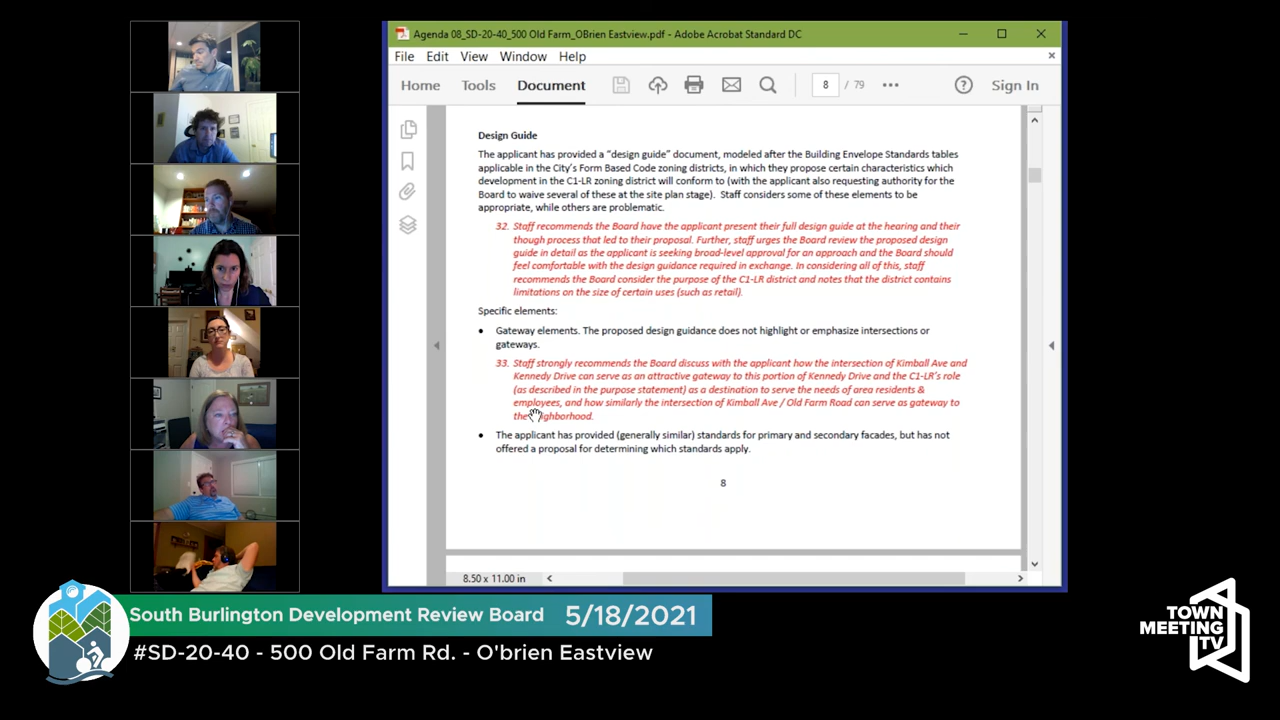 Agenda 08_SD-20-40_500 Old Farm_OBrien Eastview.pdf - Adobe Acrobat Standard DC
File Edit View Window Help
Home Tools Document 8 / 79 Sign In
Design Guide
The applicant has provided a “design guide” document, modeled after the Building Envelope Standards tables
applicable in the City’s Form Based Code zoning districts, in which they propose certain characteristics which
development in the C1-LR zoning district will conform to (with the applicant also requesting authority for the
Board to waive several of these at the site plan stage). Staff considers some of these elements to be
appropriate, while others are problematic.
32. Staff recommends the Board have the applicant present their full design guide at the hearing and their
though process that led to their proposal. Further, staff urges the Board review the proposed design
guide in detail as the applicant is seeking broad-level approval for an approach and the Board should
feel comfortable with the design guidance required in exchange. In considering all of this, staff
recommends the Board consider the purpose of the C1-LR district and notes that the district contains
limitations on the size of certain uses (such as retail).
Specific elements:
• Gateway elements. The proposed design guidance does not highlight or emphasize intersections or
gateways.
33. Staff strongly recommends the Board discuss with the applicant how the intersection of Kimball Ave and
Kennedy Drive can serve as an attractive gateway to this portion of Kennedy Drive and the C1-LR’s role
(as described in the purpose statement) as a destination to serve the needs of area residents &
employees, and how similarly the intersection of Kimball Ave / Old Farm Road can serve as gateway to
the neighborhood.
• The applicant has provided (generally similar) standards for primary and secondary facades, but has not
offered a proposal for determining which standards apply.
8
8.50 x 11.00 in
South Burlington Development Review Board 5/18/2021
#SD-20-40 - 500 Old Farm Rd. - O'brien Eastview
TOWN
MEETING
TV